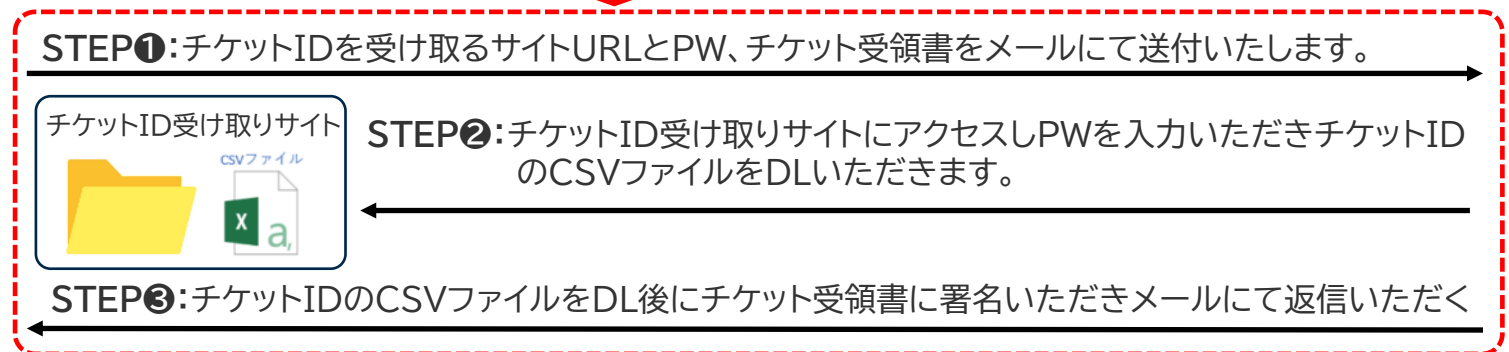 STEP❶:チケットIDを受け取るサイトURLとPW、チケット受領書をメールにて送付いたします。
チケットID受け取りサイト
CSVファイル
X
a,
STEP❷:チケットID受け取りサイトにアクセスしPWを入力いただきチケットID
のCSVファイルをDLいただきます。
STEP❸:チケットIDのCSVファイルをDL後にチケット受領書に署名いただきメールにて返信いただく